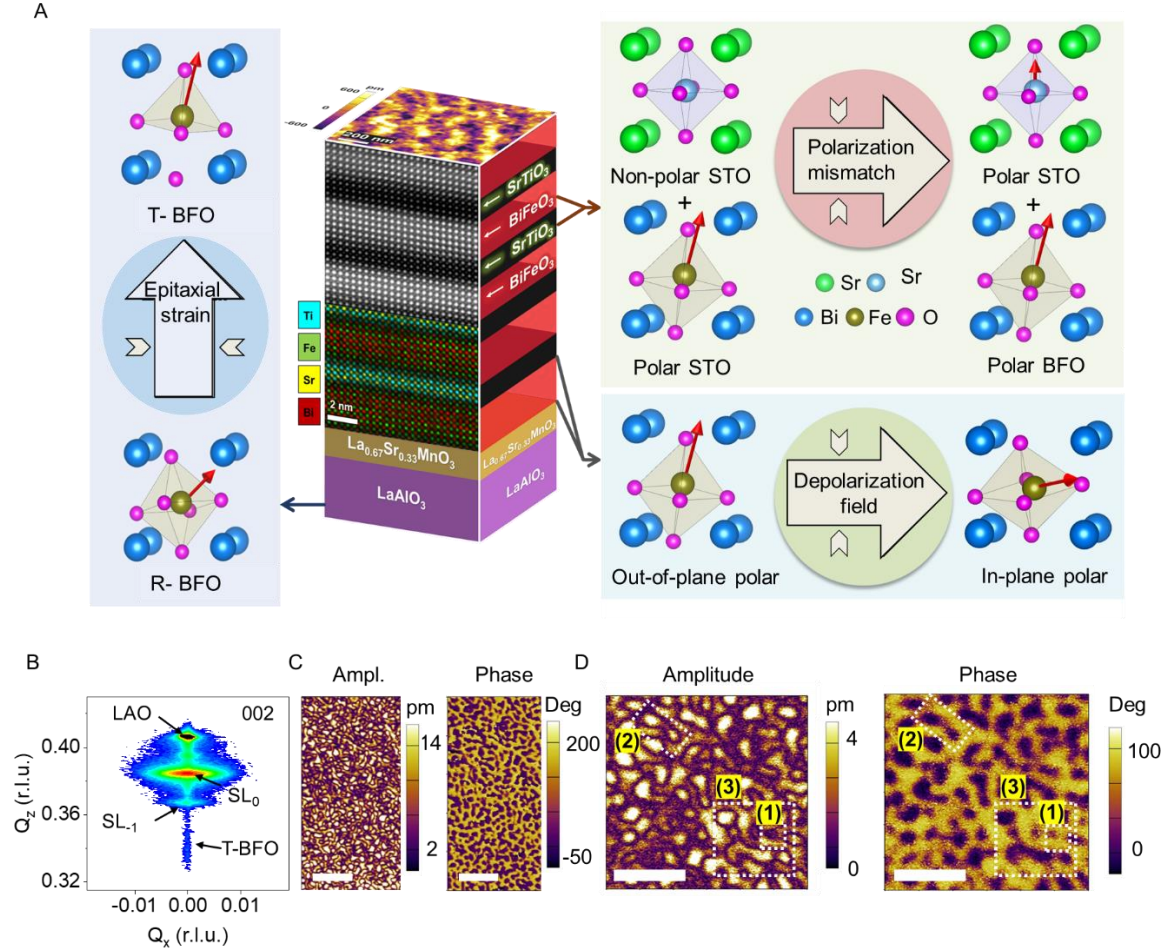 A
T- BFO
Epitaxial
strain
R- BFO
600 pm
0
-600
200 nm
SrTiO3
BiFeO3
SrTiO3
BiFeO3
Ti
Fe
Sr
Bi
2 nm
La0.67Sr0.33MnO3
La0.67Sr0.33MnO3
LaAlO3
LaAlO3
Non-polar STO
+
Polar STO
Polarization
mismatch
Polar STO
+
Polar BFO
Sr Sr
Bi Fe O
Out-of-plane polar
Depolarization
field
In-plane polar
B
002
LAO
SL0
SL-1
T-BFO
Qz (r.l.u.)
0.40
0.36
0.32
-0.01 0.00 0.01
Qx (r.l.u.)
C
Ampl.
pm
14
2
Phase
Deg
200
-50
D
Amplitude
(2)
(3)
(1)
pm
4
0
Phase
(2)
(3)
(1)
Deg
100
0